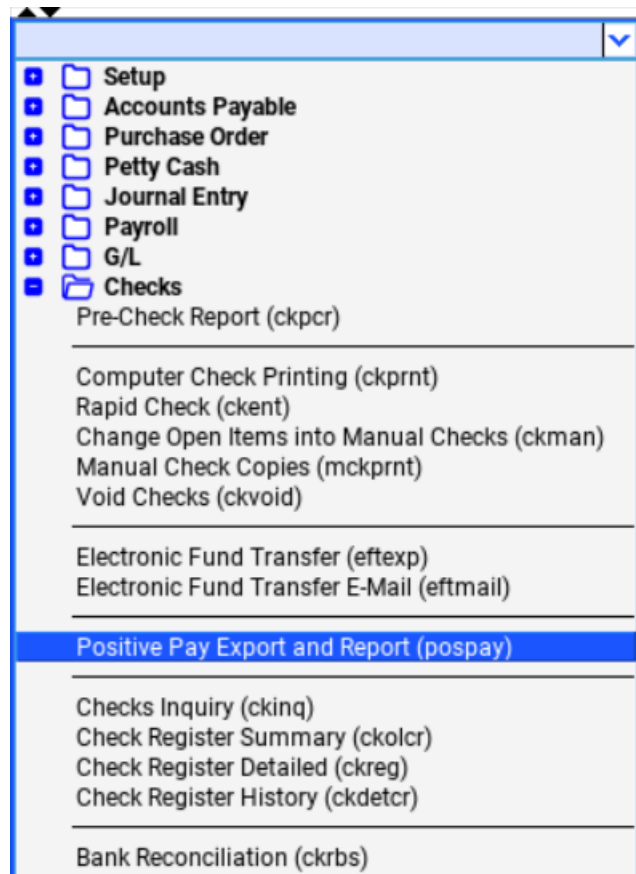 Setup
Accounts Payable
Purchase Order
Petty Cash
Journal Entry
Payroll
G/L
Checks
Pre-Check Report (ckpcr)
Computer Check Printing (ckprnt)
Rapid Check (ckent)
Change Open Items into Manual Checks (ckman)
Manual Check Copies (mckprnt)
Void Checks (ckvoid)
Electronic Fund Transfer (eftexp)
Electronic Fund Transfer E-Mail (eftmail)
Positive Pay Export and Report (pospay)
Checks Inquiry (ckinq)
Check Register Summary (ckolcr)
Check Register Detailed (ckreg)
Check Register History (ckdetcr)
Bank Reconciliation (ckrbs)